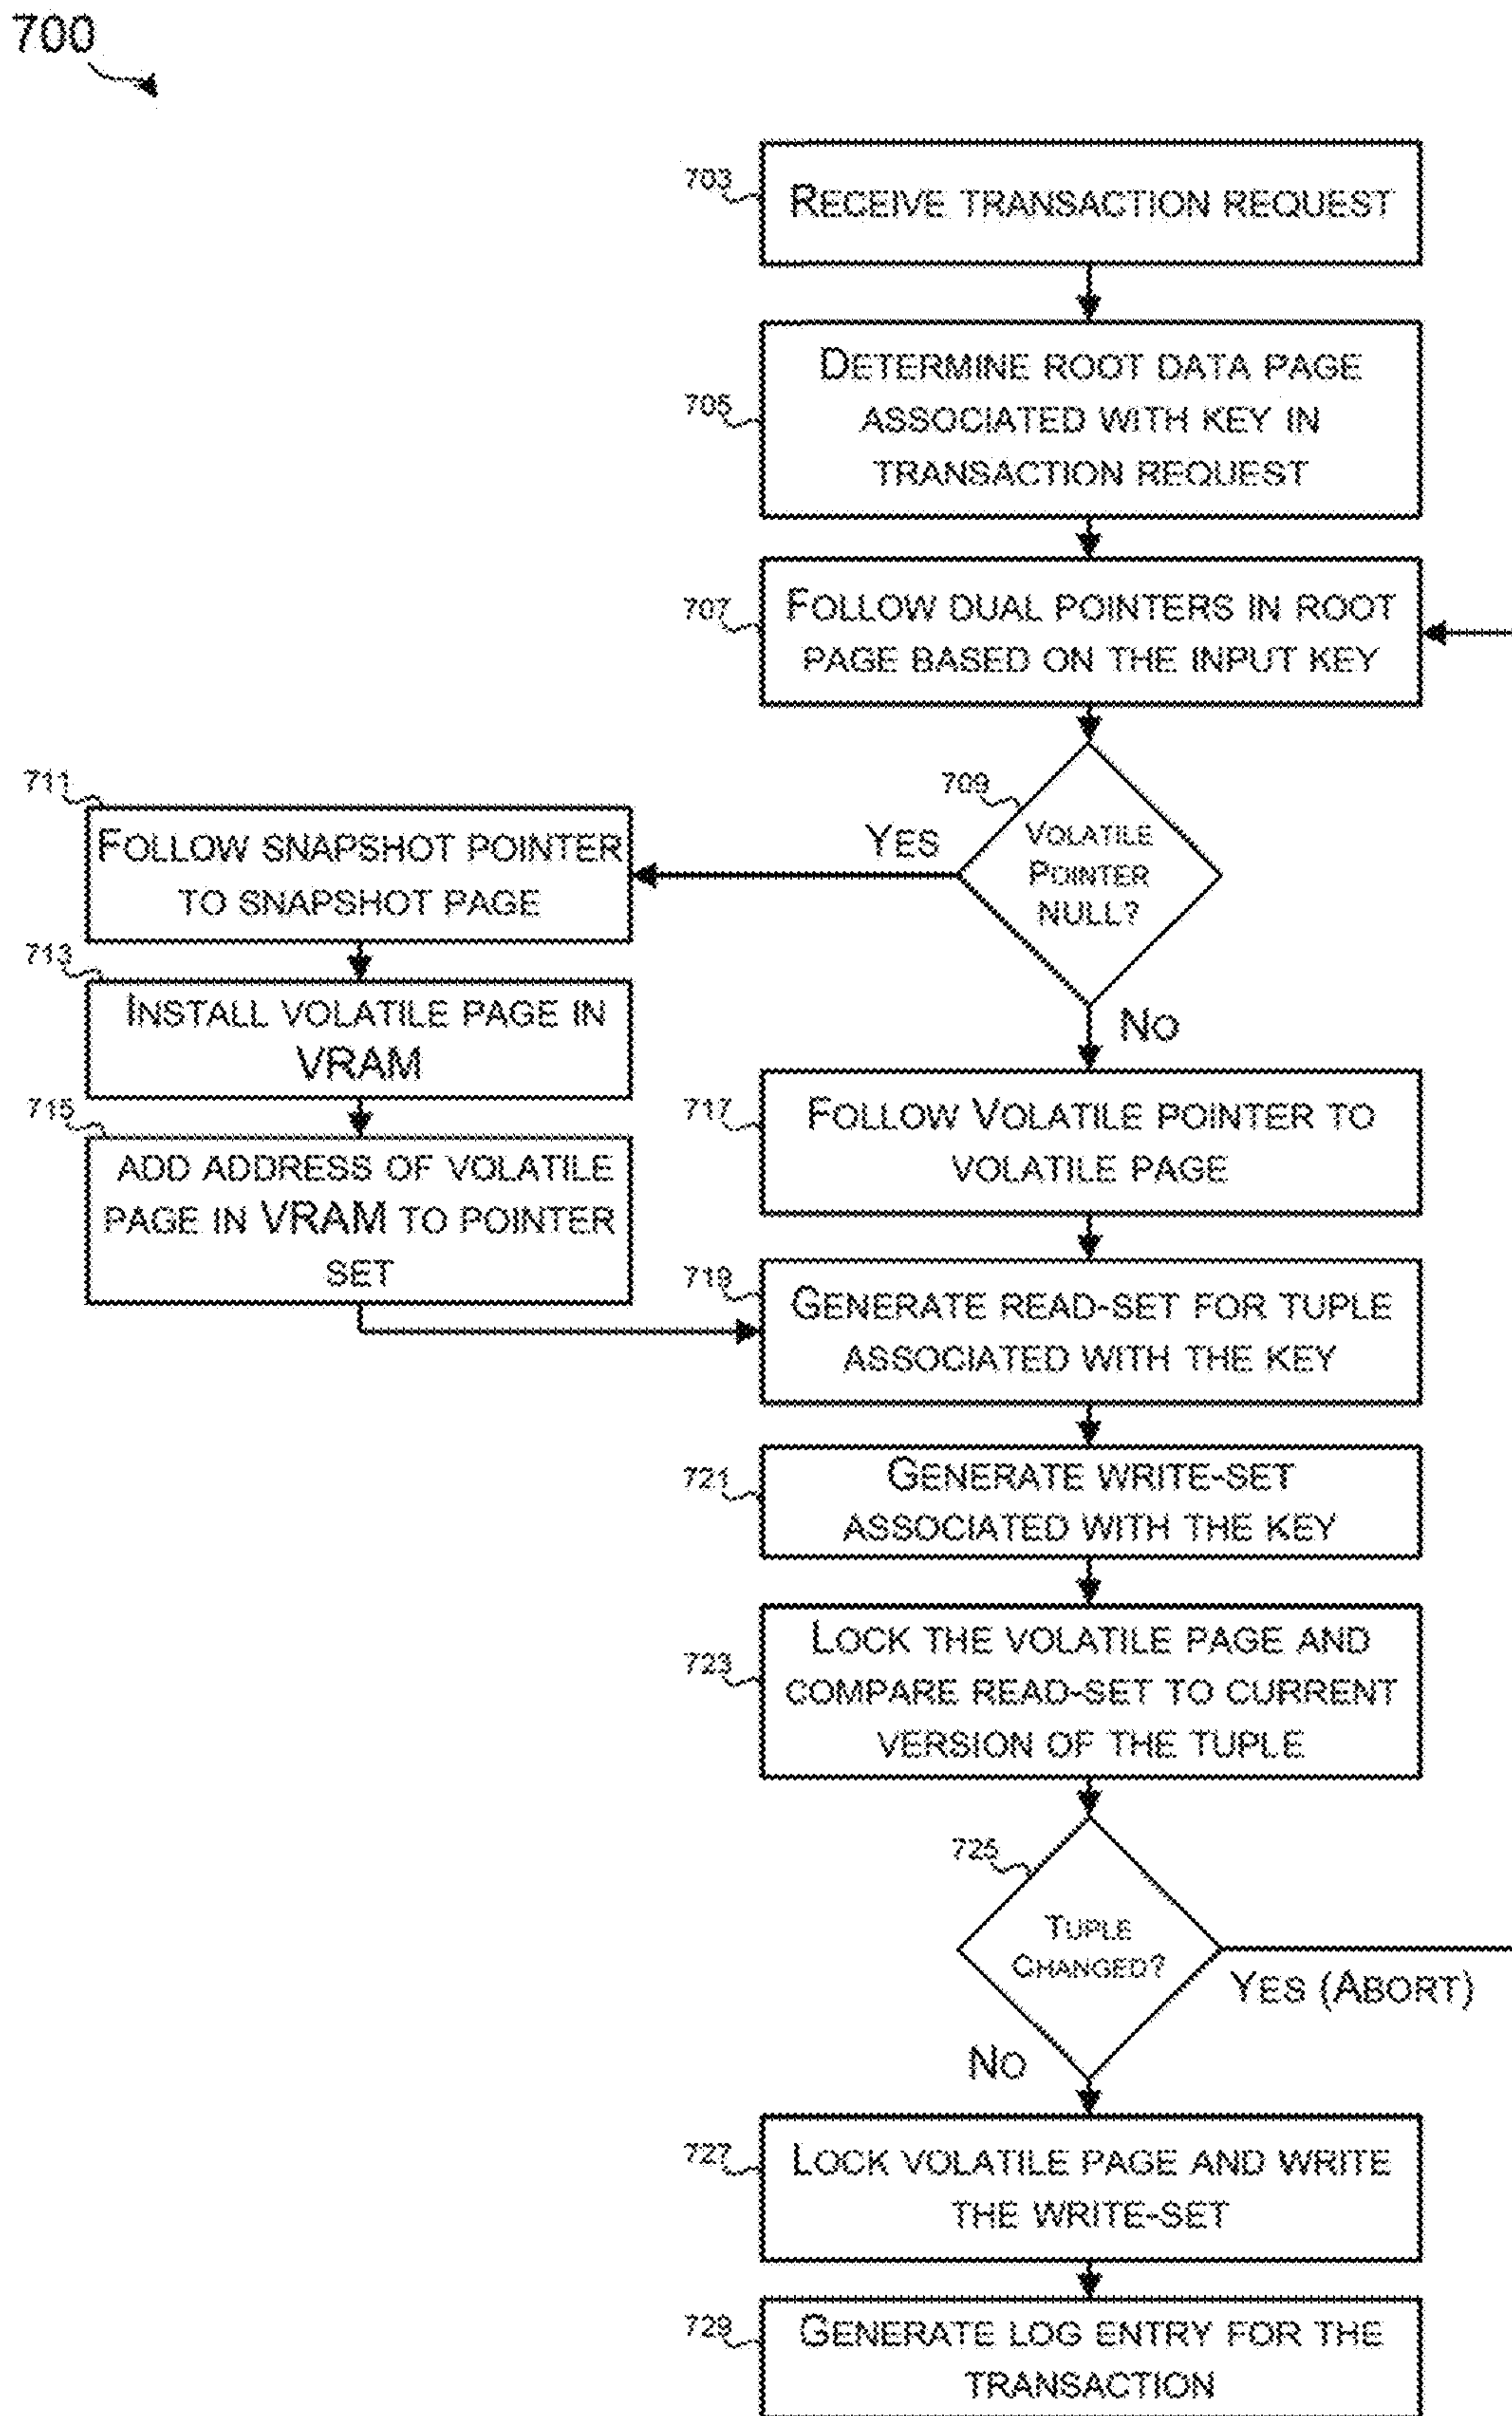 700
703
RECEIVE TRANSACTION REQUEST
705
DETERMINE ROOT DATA PAGE
ASSOCIATED WITH KEY IN
TRANSACTION REQUEST
707
FOLLOW DUAL POINTERS IN ROOT
PAGE BASED ON THE INPUT KEY
709
VOLATILE
POINTER
NULL?
YES
NO
711
FOLLOW SNAPSHOT POINTER
TO SNAPSHOT PAGE
713
INSTALL VOLATILE PAGE IN
VRAM
715
ADD ADDRESS OF VOLATILE
PAGE IN VRAM TO POINTER
SET
717
FOLLOW VOLATILE POINTER TO
VOLATILE PAGE
719
GENERATE READ-SET FOR TUPLE
ASSOCIATED WITH THE KEY
721
GENERATE WRITE-SET
ASSOCIATED WITH THE KEY
723
LOCK THE VOLATILE PAGE AND
COMPARE READ-SET TO CURRENT
VERSION OF THE TUPLE
725
TUPLE
CHANGED?
YES (ABORT)
NO
727
LOCK VOLATILE PAGE AND WRITE
THE WRITE-SET
729
GENERATE LOG ENTRY FOR THE
TRANSACTION